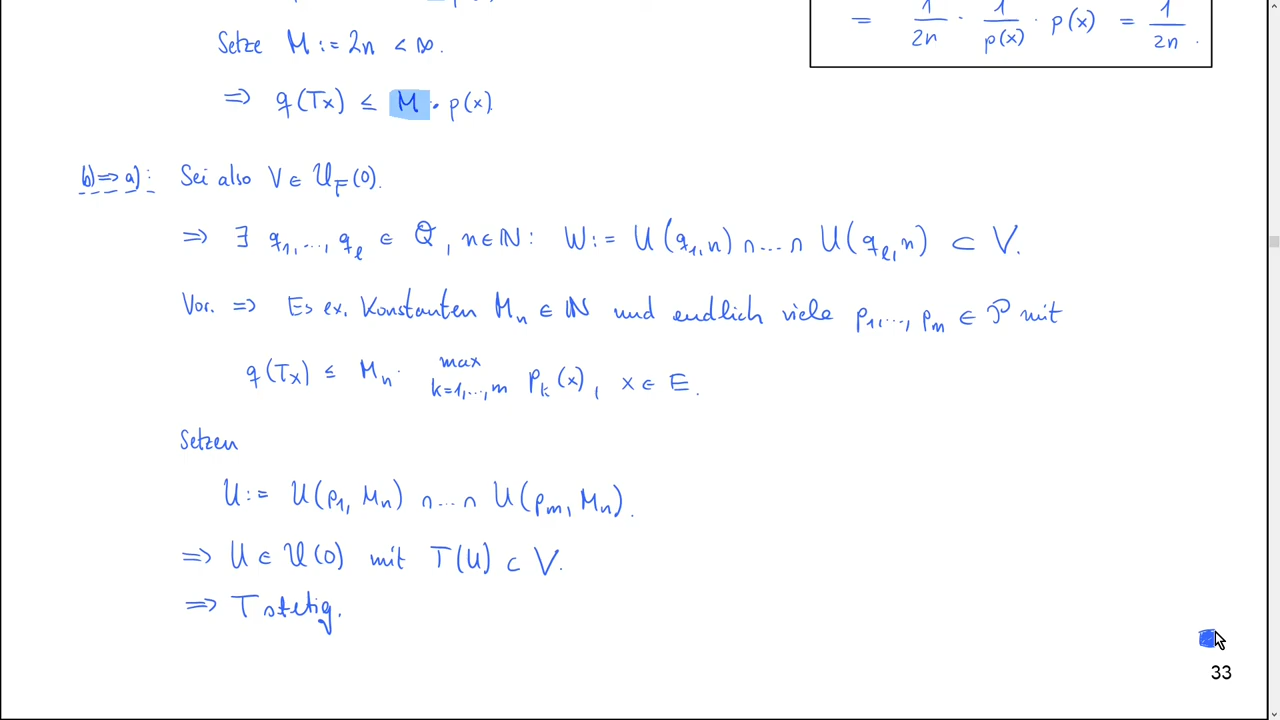 = 1/2n · 1/p(x) · p(x) = 1/2n .
Setze M := 2n < ∞.
⇒ q(Tx) ≤ M · p(x).
b) ⇒ a): Sei also V ∈ 𝒰_F(0).
⇒ ∃ q_1, ..., q_ℓ ∈ Q, n ∈ ℕ: W := U(q_1, n) ∩ ... ∩ U(q_ℓ, n) ⊂ V.
Vor. ⇒ Es ex. Konstanten M_n ∈ ℕ und endlich viele p_1, ..., p_m ∈ 𝒫 mit
q(Tx) ≤ M_n · max_{k=1,...,m} p_k(x), x ∈ E.
Setzen
U := U(p_1, M_n) ∩ ... ∩ U(p_m, M_n).
⇒ U ∈ 𝒰(0) mit T(U) ⊂ V.
⇒ T stetig.
33